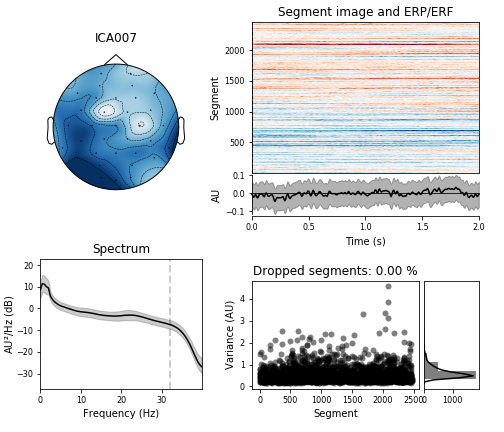 ICA007
Segment image and ERP/ERF
Segment
2000
1500
1000
500
AU
0.1
0.0
−0.1
0.0 0.5 1.0 1.5 2.0
Time (s)
Spectrum
AU²/Hz (dB)
20
10
0
−10
−20
−30
0 10 20 30
Frequency (Hz)
Dropped segments: 0.00 %
Variance (AU)
4
3
2
1
0
0 500 1000 1500 2000 2500
Segment
0 1000